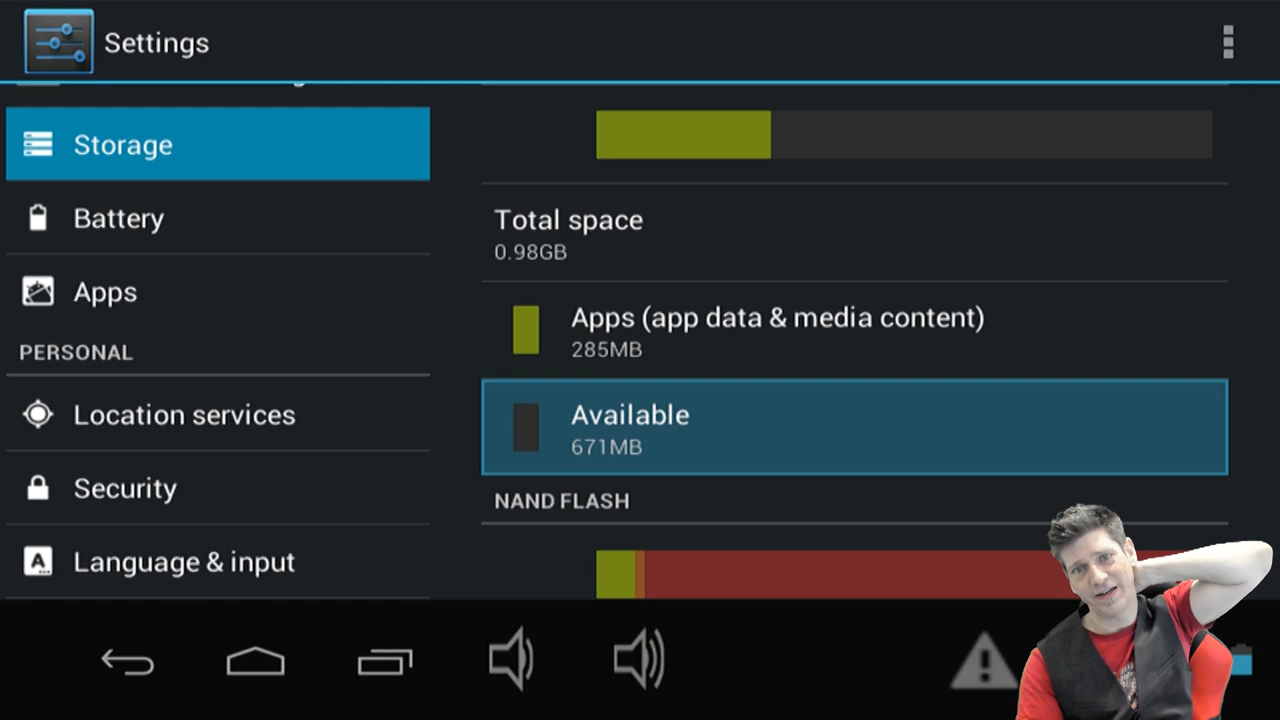 Settings
Storage
Battery
Apps
PERSONAL
Location services
Security
Language & input
Total space
0.98GB
Apps (app data & media content)
285MB
Available
671MB
NAND FLASH